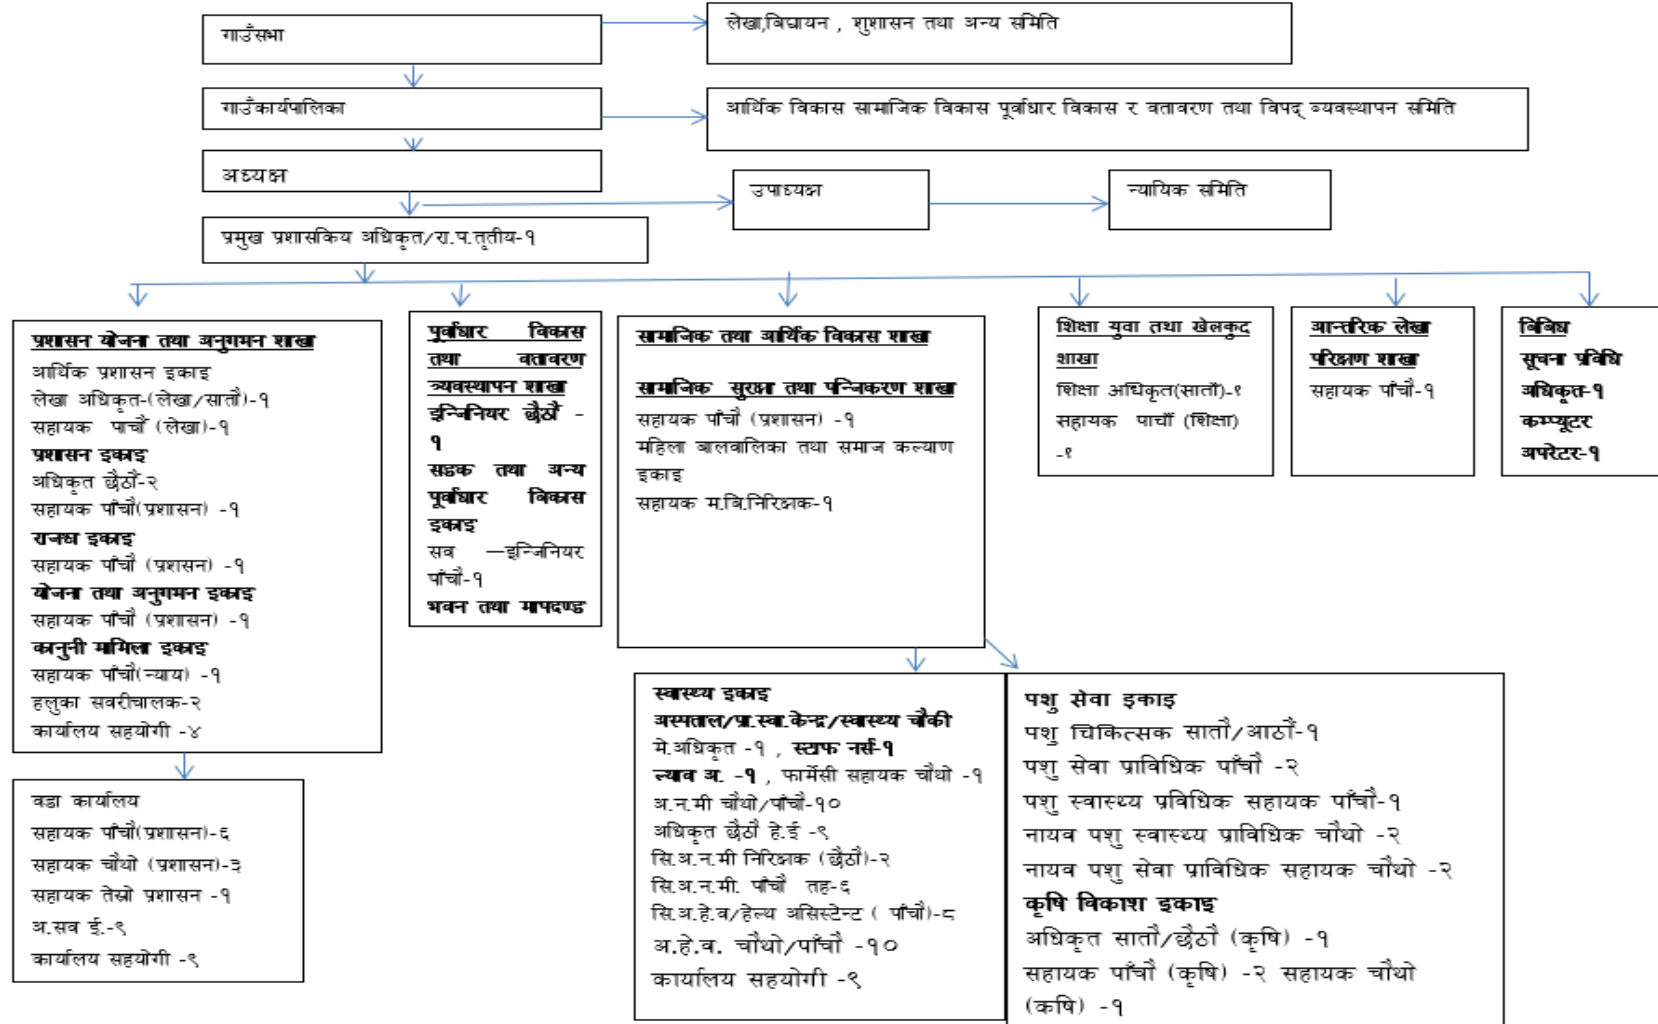 गाउँसभा
लेखा,बिधायन , शुशासन तथा अन्य समिति
गाउँकार्यपालिका
आर्थिक विकास सामाजिक विकास पूर्वाधार विकास र वतावरण तथा विपद् ब्यवस्थापन समिति
अध्यक्ष
उपाध्यक्ष
न्यायिक समिति
प्रमुख प्रशासकिय अधिकृत/रा.प.तृतीय-१
प्रशासन योजना तथा अनुगमन शाखा
आर्थिक प्रशासन इकाइ
लेखा अधिकृत-(लेखा/सातौ)-१
सहायक पाचौं (लेखा)-१
प्रशासन इकाइ
अधिकृत छैठौं-२
सहायक पाँचौ(प्रशासन) -१
राजश्व इकाइ
सहायक पाँचौ (प्रशासन) -१
योजना तथा अनुगमन इकाइ
सहायक पाँचौ (प्रशासन) -१
कानुनी मामिला इकाइ
सहायक पाँचौ(न्याय) -१
हलुका सवरीचालक-२
कार्यालय सहयोगी -४
पूर्वाधार विकास
तथा वतावरण
त्र्यवस्थापन शाखा
इन्जिनियर छैठौं -
१
सडक तथा अन्य
पूर्वाधार विकास
इकाइ
सव —इन्जिनियर
पाँचौ-१
भवन तथा मापदण्ड
सामाजिक तथा आर्थिक विकास शाखा
सामाजिक सुरक्षा तथा पन्जिकरण शाखा
सहायक पाँचौ (प्रशासन) -१
महिला बालवालिका तथा समाज कल्याण
इकाइ
सहायक म.बि.निरिक्षक-१
शिक्षा युवा तथा खेलकुद
शाखा
शिक्षा अधिकृत(सातौं)-१
सहायक पाचौं (शिक्षा)
-१
आन्तरिक लेखा
परिक्षण शाखा
सहायक पाँचौ-१
बिबिध
सूचना प्रविधि
अधिकृत-१
कम्प्यूटर
अपरेटर-१
वडा कार्यालय
सहायक पाँचौ(प्रशासन)-६
सहायक चौथो (प्रशासन)-३
सहायक तेस्रो प्रशासन -१
अ.सव ई.-९
कार्यालय सहयोगी -९
स्वास्थ्य इकाइ
अस्पताल/प्रा.स्वा.केन्द्र/स्वास्थ्य चौकी
मे.अधिकृत -१ , स्टाफ नर्स-१
ल्याव अ. -१ , फार्मेसी सहायक चौथो -१
अ.न.मी चौथो/पाँचौ-१०
अधिकृत छैठौ हे.ई -९
सि.अ.न.मी निरिक्षक (छैठौ)-२
सि.अ.न.मी. पाँचौ तह-६
सि.अ.हे.व/हेल्थ असिस्टेन्ट ( पाँचौ)-८
अ.हे.व. चौथो/पाँचौ -१०
कार्यालय सहयोगी -९
पशु सेवा इकाइ
पशु चिकित्सक सातौ/आठौं-१
पशु सेवा प्राविधिक पाँचौ -२
पशु स्वास्थ्य प्रविधिक सहायक पाँचौ-१
नायव पशु स्वास्थ्य प्राविधिक चौथो -२
नायव पशु सेवा प्राविधिक सहायक चौथो -२
कृषि विकाश इकाइ
अधिकृत सातौ/छैठौ (कृषि) -१
सहायक पाँचौ (कृषि) -२ सहायक चौथो
(कषि) -१